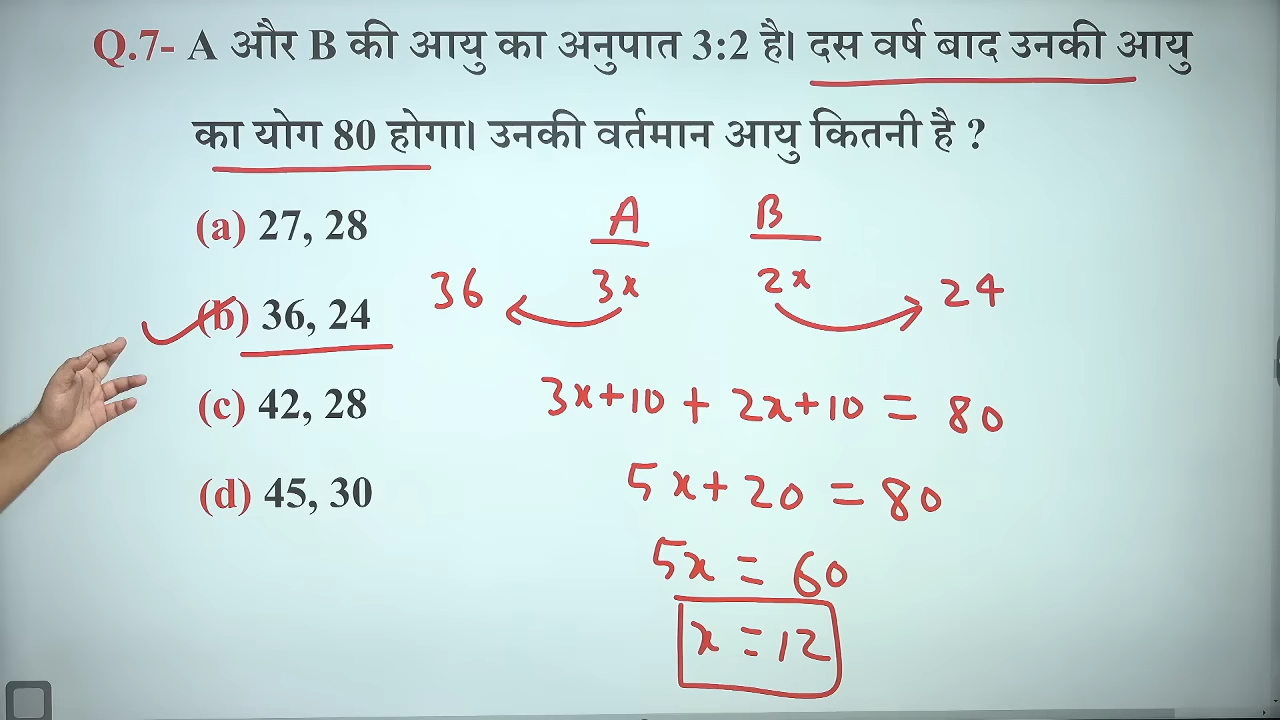 Q.7- A और B की आयु का अनुपात 3:2 है। दस वर्ष बाद उनकी आयु
का योग 80 होगा। उनकी वर्तमान आयु कितनी है ?
(a) 27, 28
A B
(b) 36, 24
36 3x 2x 24
(c) 42, 28
3x+10 + 2x+10 = 80
(d) 45, 30
5x+20 = 80
5x = 60
x = 12